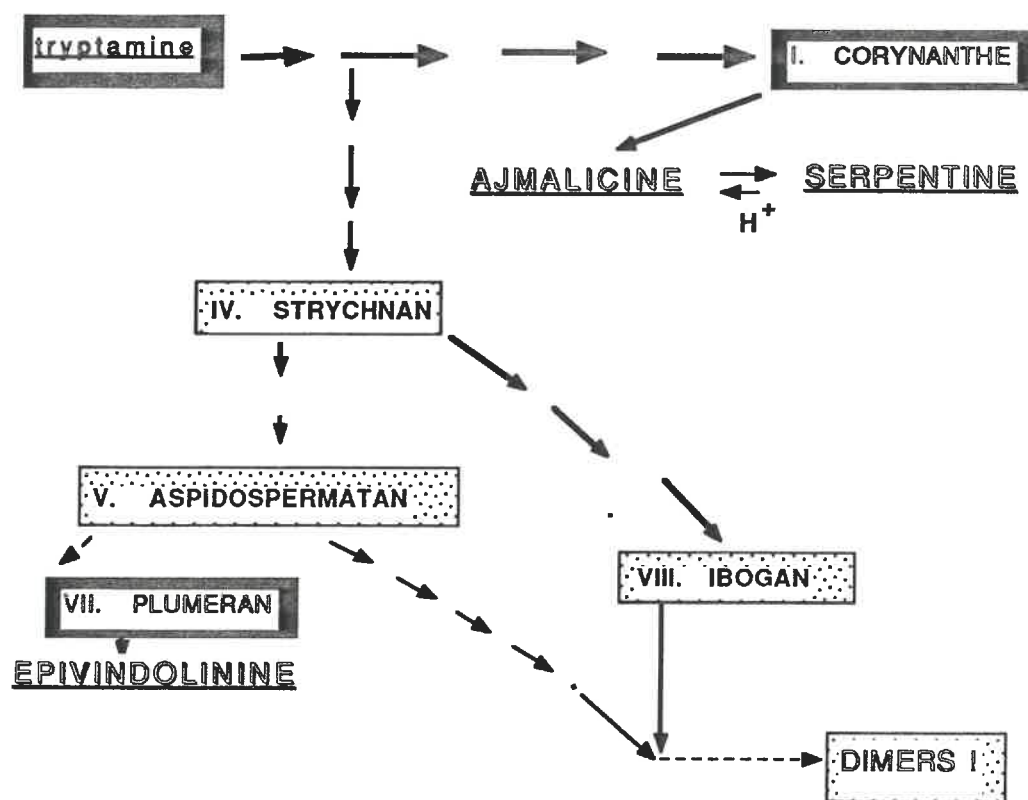 tryptamine
I. CORYNANTHE
AJMALICINE
SERPENTINE
H+
IV. STRYCHNAN
V. ASPIDOSPERMATAN
VIII. IBOGAN
VII. PLUMERAN
EPIVINDOLININE
DIMERS I